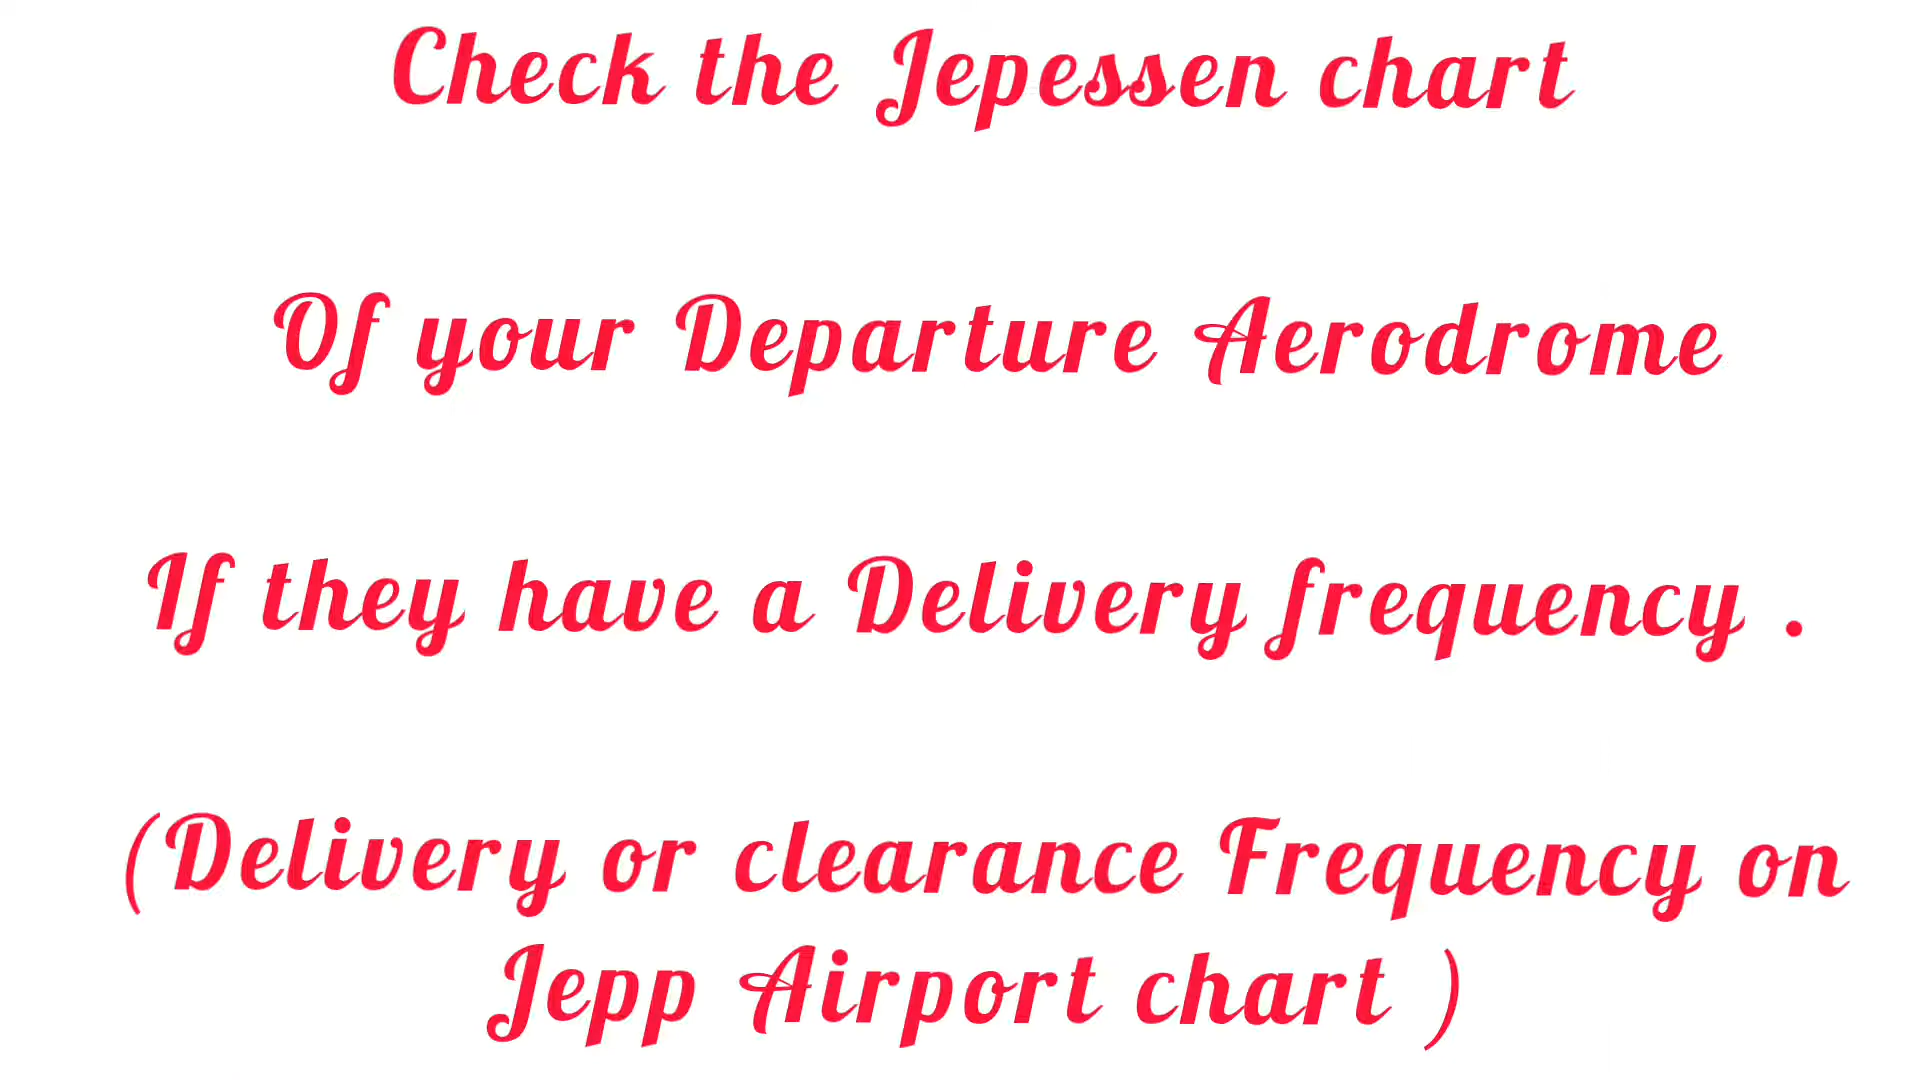 Check the Jepessen chart
Of your Departure Aerodrome
If they have a Delivery frequency .
(Delivery or clearance Frequency on
Jepp Airport chart )